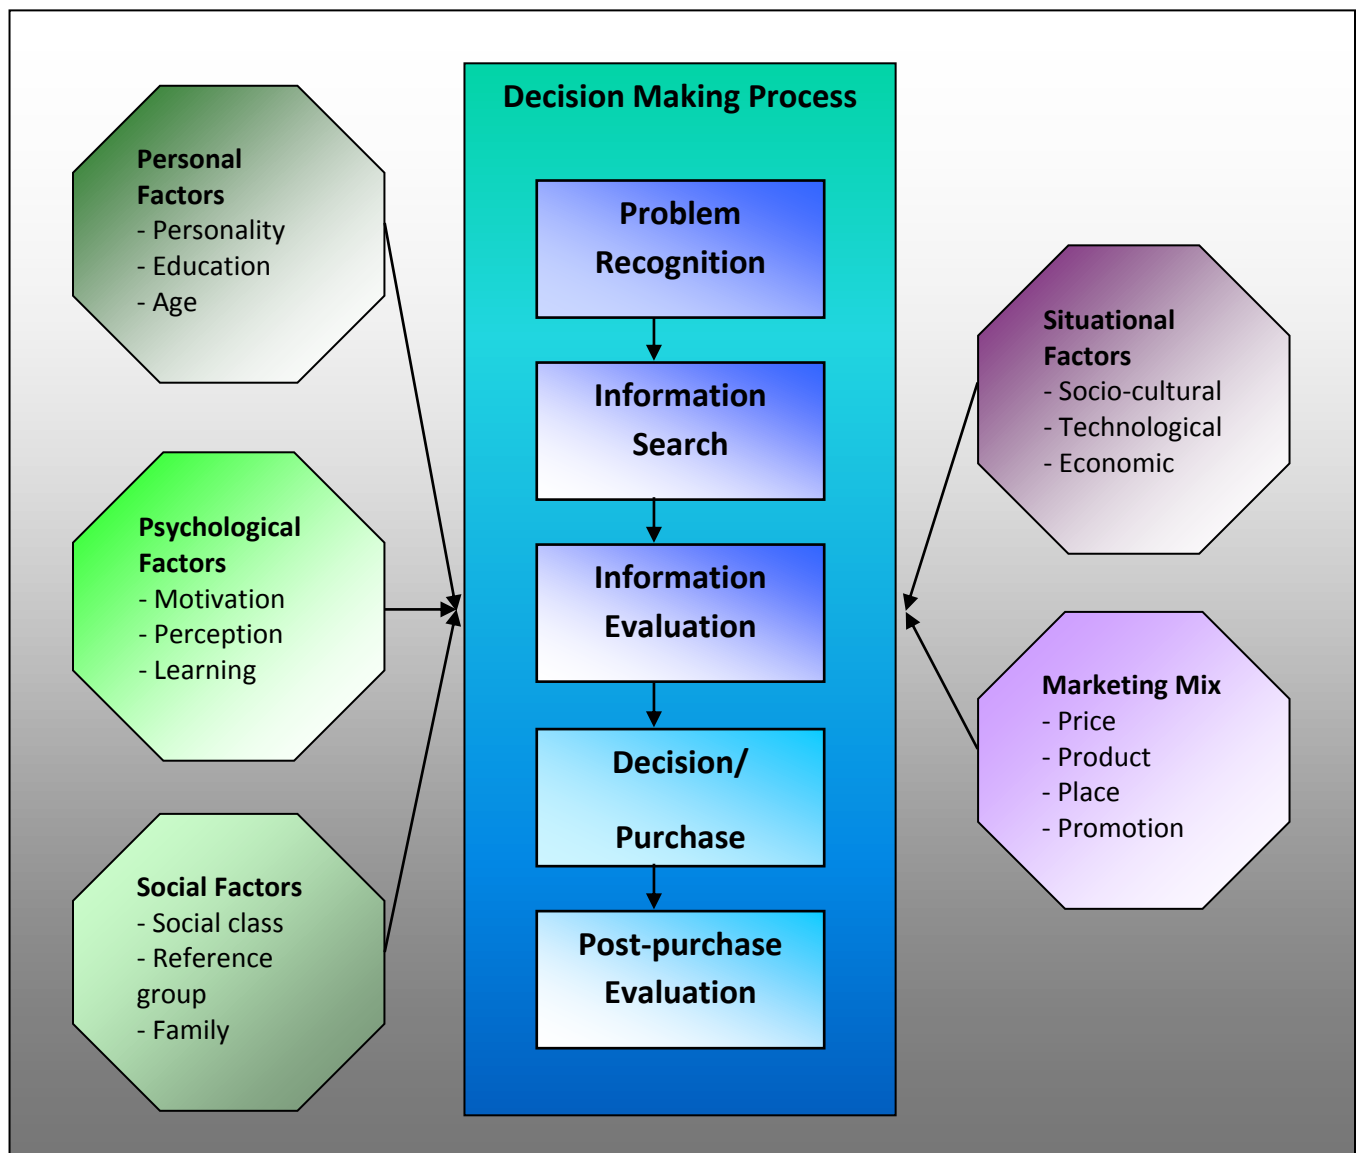 Decision Making Process
Personal
Factors
- Personality
- Education
- Age
Psychological
Factors
- Motivation
- Perception
- Learning
Social Factors
- Social class
- Reference
group
- Family
Problem
Recognition
Information
Search
Information
Evaluation
Decision/
Purchase
Post-purchase
Evaluation
Situational
Factors
- Socio-cultural
- Technological
- Economic
Marketing Mix
- Price
- Product
- Place
- Promotion